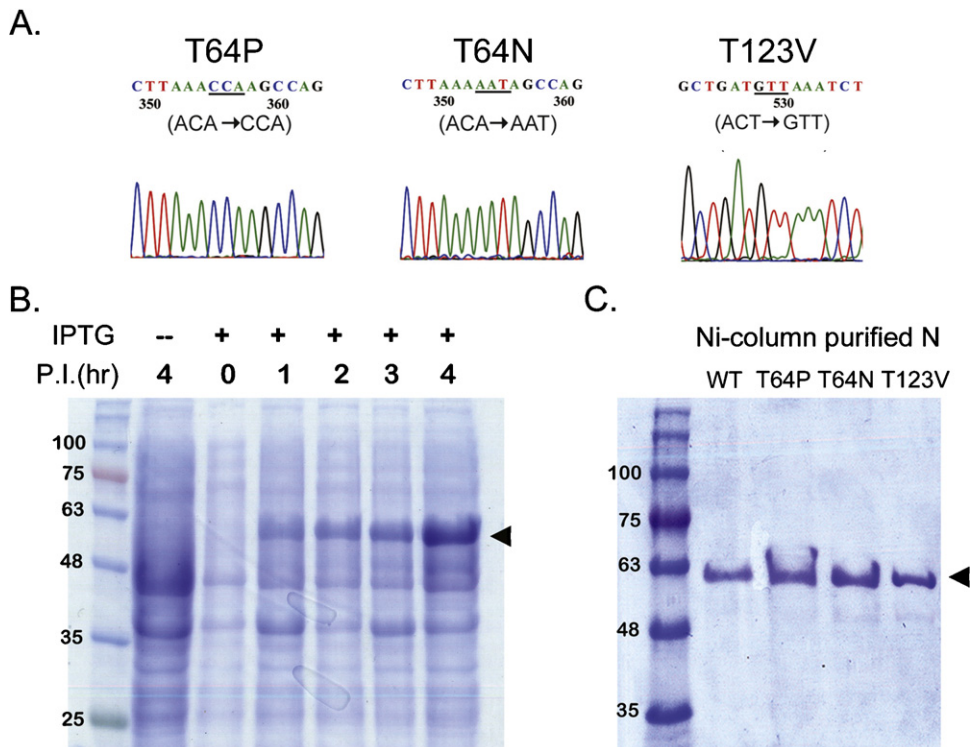 A.
T64P T64N T123V
CTTAAACCAAGCCAG CTTAAAAATAGCCAG GCTGATGTTAAATCT
350 360 350 360 530
(ACA→CCA) (ACA→AAT) (ACT→GTT)
B.
IPTG -- + + + + +
P.I.(hr) 4 0 1 2 3 4
100
75
63
48
35
25
C.
Ni-column purified N
WT T64P T64N T123V
100
75
63
48
35